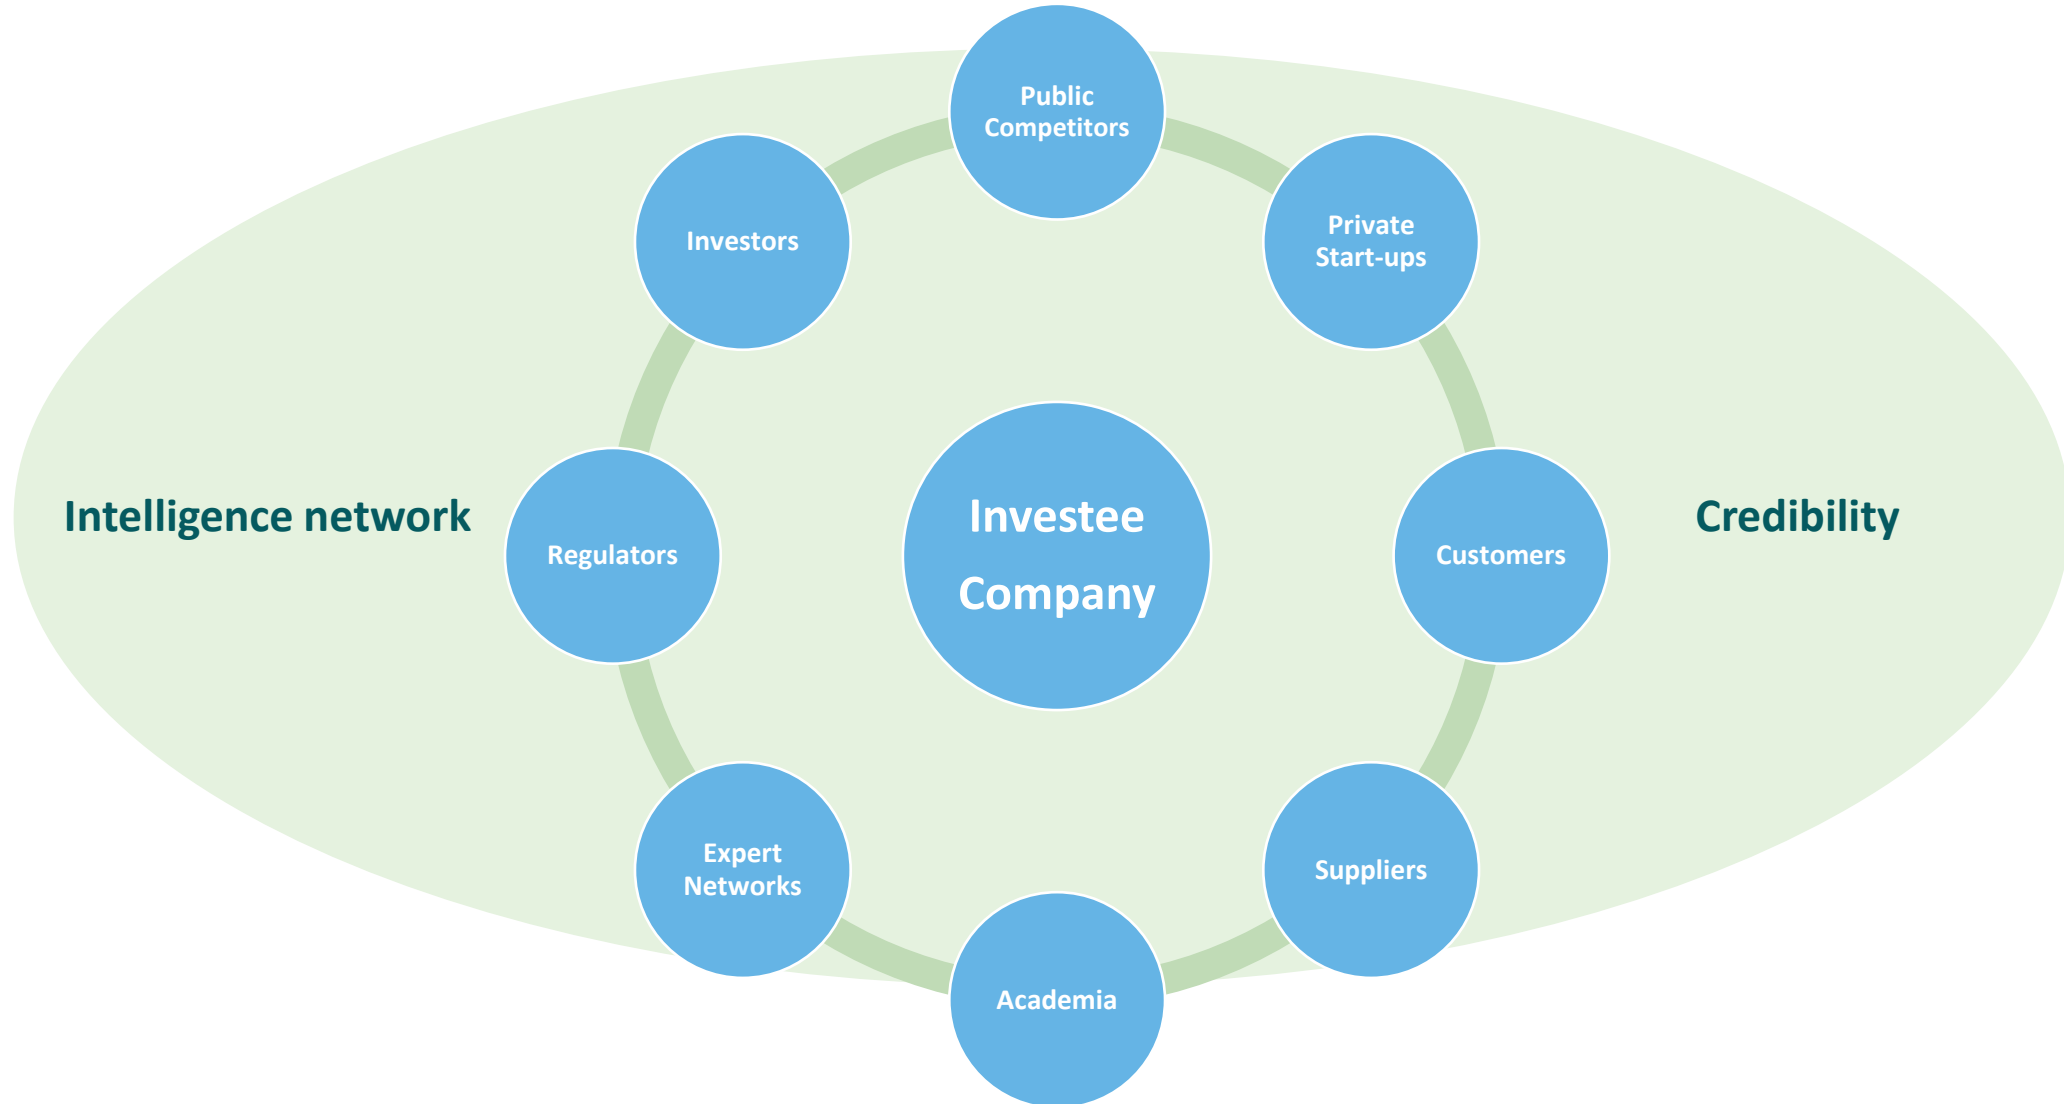 Public
Competitors
Private
Start-ups
Investors
Intelligence network
Investee
Company
Credibility
Regulators
Customers
Expert
Networks
Suppliers
Academia